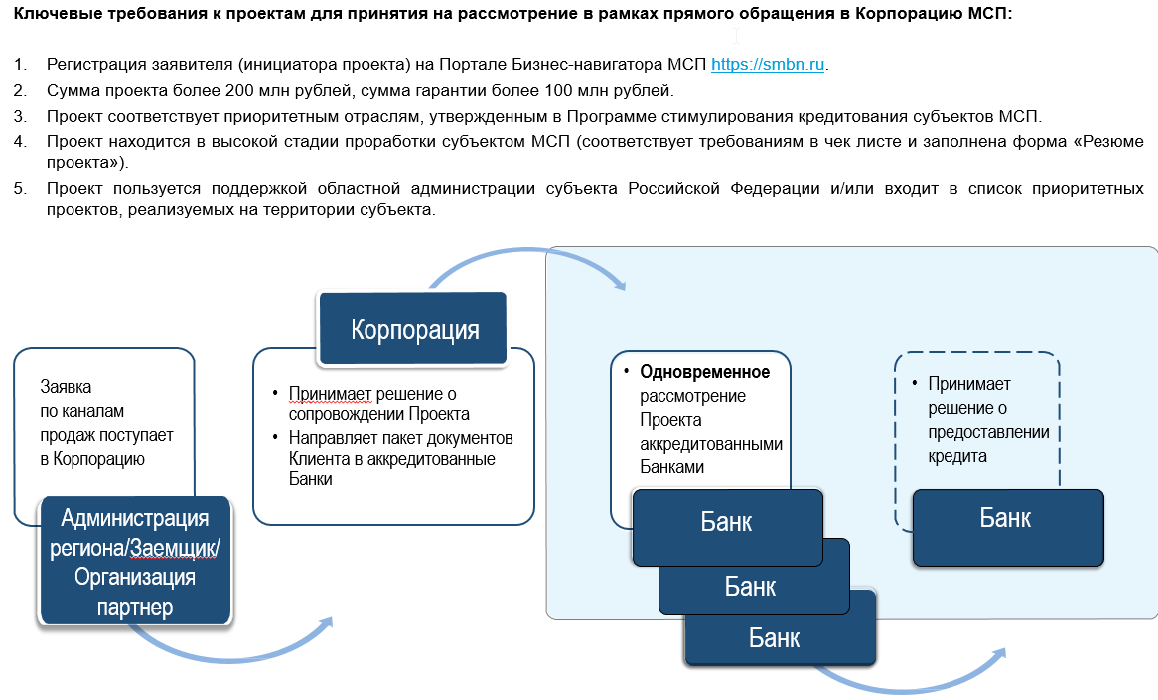 Ключевые требования к проектам для принятия на рассмотрение в рамках прямого обращения в Корпорацию МСП:
1. Регистрация заявителя (инициатора проекта) на Портале Бизнес-навигатора МСП https://smbn.ru.
2. Сумма проекта более 200 млн рублей, сумма гарантии более 100 млн рублей.
3. Проект соответствует приоритетным отраслям, утвержденным в Программе стимулирования кредитования субъектов МСП.
4. Проект находится в высокой стадии проработки субъектом МСП (соответствует требованиям в чек листе и заполнена форма «Резюме
проекта»).
5. Проект пользуется поддержкой областной администрации субъекта Российской Федерации и/или входит в список приоритетных
проектов, реализуемых на территории субъекта.
Заявка
по каналам
продаж поступает
в Корпорацию
Администрация
региона/Заемщик/
Организация
партнер
Корпорация
• Принимает решение о
сопровождении Проекта
• Направляет пакет документов
Клиента в аккредитованные
Банки
• Одновременное
рассмотрение
Проекта
аккредитованными
Банками
Банк
Банк
Банк
• Принимает
решение о
предоставлении
кредита
Банк